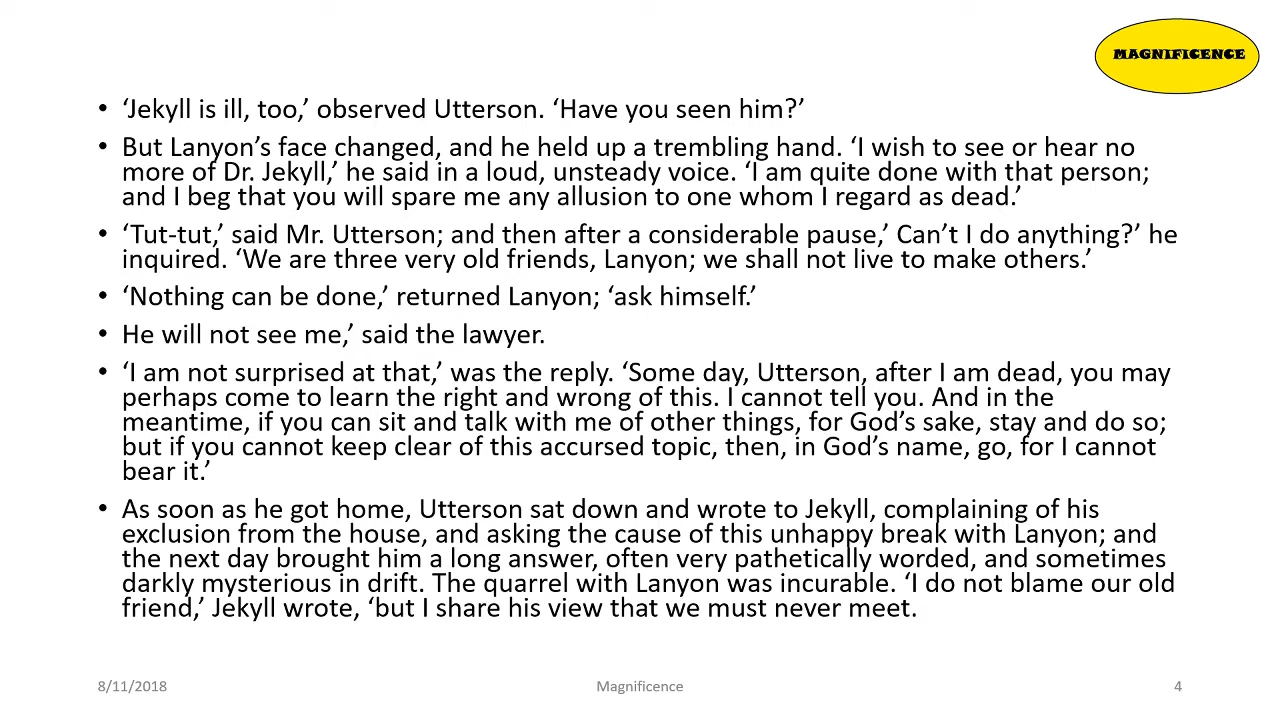 MAGNIFICENCE
• ‘Jekyll is ill, too,’ observed Utterson. ‘Have you seen him?’
• But Lanyon’s face changed, and he held up a trembling hand. ‘I wish to see or hear no
more of Dr. Jekyll,’ he said in a loud, unsteady voice. ‘I am quite done with that person;
and I beg that you will spare me any allusion to one whom I regard as dead.’
• ‘Tut-tut,’ said Mr. Utterson; and then after a considerable pause,’ Can’t I do anything?’ he
inquired. ‘We are three very old friends, Lanyon; we shall not live to make others.’
• ‘Nothing can be done,’ returned Lanyon; ‘ask himself.’
• He will not see me,’ said the lawyer.
• ‘I am not surprised at that,’ was the reply. ‘Some day, Utterson, after I am dead, you may
perhaps come to learn the right and wrong of this. I cannot tell you. And in the
meantime, if you can sit and talk with me of other things, for God’s sake, stay and do so;
but if you cannot keep clear of this accursed topic, then, in God’s name, go, for I cannot
bear it.’
• As soon as he got home, Utterson sat down and wrote to Jekyll, complaining of his
exclusion from the house, and asking the cause of this unhappy break with Lanyon; and
the next day brought him a long answer, often very pathetically worded, and sometimes
darkly mysterious in drift. The quarrel with Lanyon was incurable. ‘I do not blame our old
friend,’ Jekyll wrote, ‘but I share his view that we must never meet.
8/11/2018
Magnificence
4